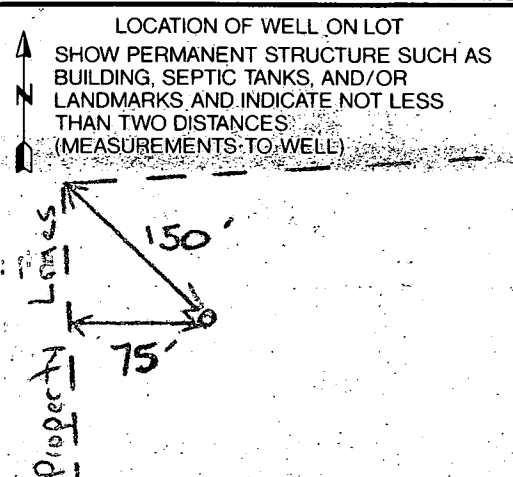 LOCATION OF WELL ON LOT
SHOW PERMANENT STRUCTURE SUCH AS
BUILDING, SEPTIC TANKS, AND/OR
LANDMARKS AND INDICATE NOT LESS
THAN TWO DISTANCES
(MEASUREMENTS TO WELL)
N
150'
75'
Property Lines